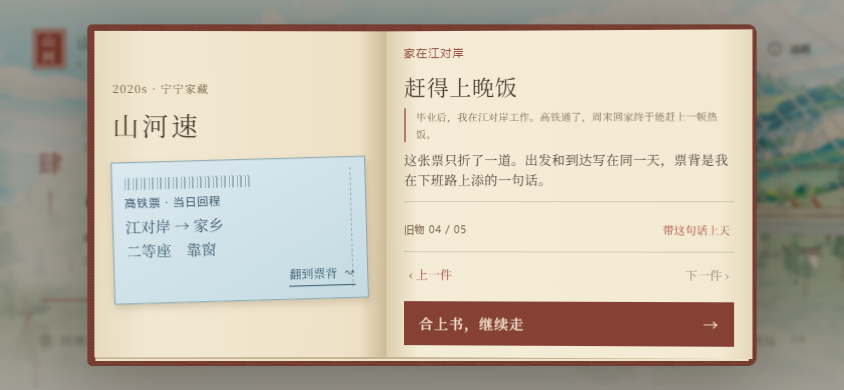 山河
肆
2020s · 宁宁家藏
山河速
高铁票 · 当日回程
江对岸 → 家乡
二等座 靠窗
翻到票背
家在江对岸
赶得上晚饭
毕业后，我在江对岸工作。高铁通了，周末回家终于能赶上一顿热
饭。
这张票只折了一道。出发和到达写在同一天，票背是我
在下班路上添的一句话。
旧物 04 / 05 带这句话上天
‹ 上一件 下一件 ›
合上书，继续走 →